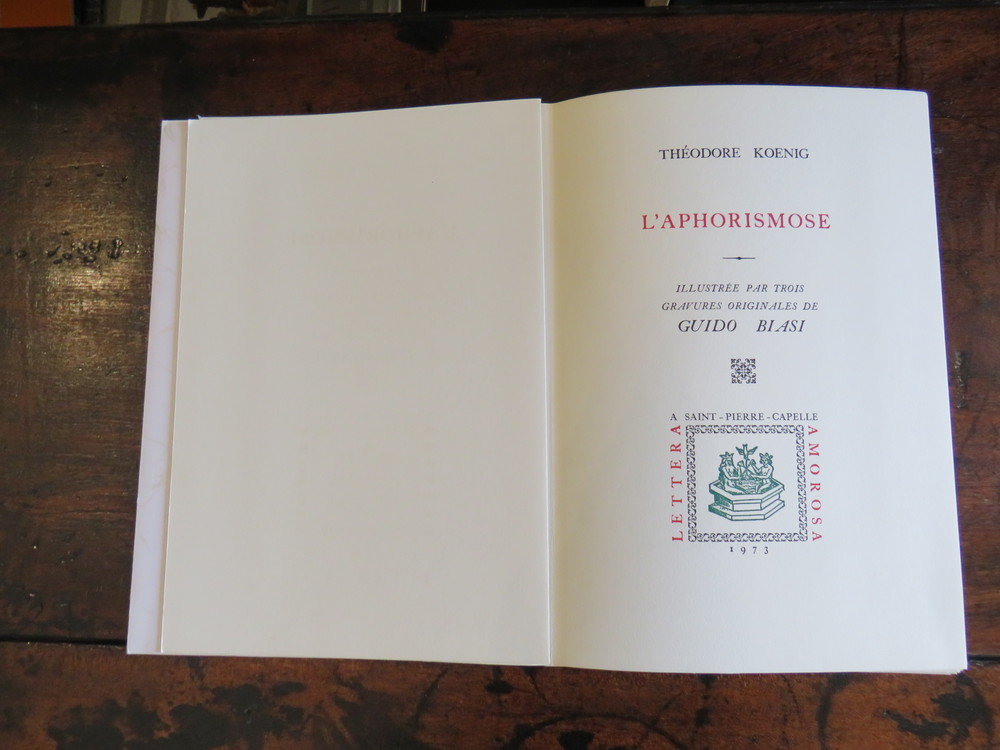 THÉODORE KOENIG
L'APHORISMOSE
ILLUSTRÉE PAR TROIS
GRAVURES ORIGINALES DE
GUIDO BIASI
A SAINT-PIERRE-CAPELLE
LETTERA
AMOROSA
1973